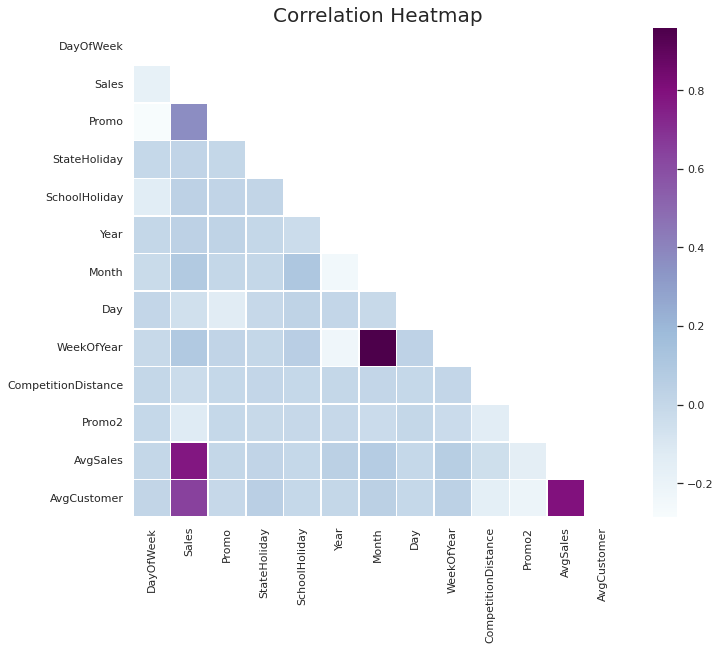 Correlation Heatmap
DayOfWeek
Sales
Promo
StateHoliday
SchoolHoliday
Year
Month
Day
WeekOfYear
CompetitionDistance
Promo2
AvgSales
AvgCustomer
DayOfWeek
Sales
Promo
StateHoliday
SchoolHoliday
Year
Month
Day
WeekOfYear
CompetitionDistance
Promo2
AvgSales
AvgCustomer
0.8
0.6
0.4
0.2
0.0
−0.2